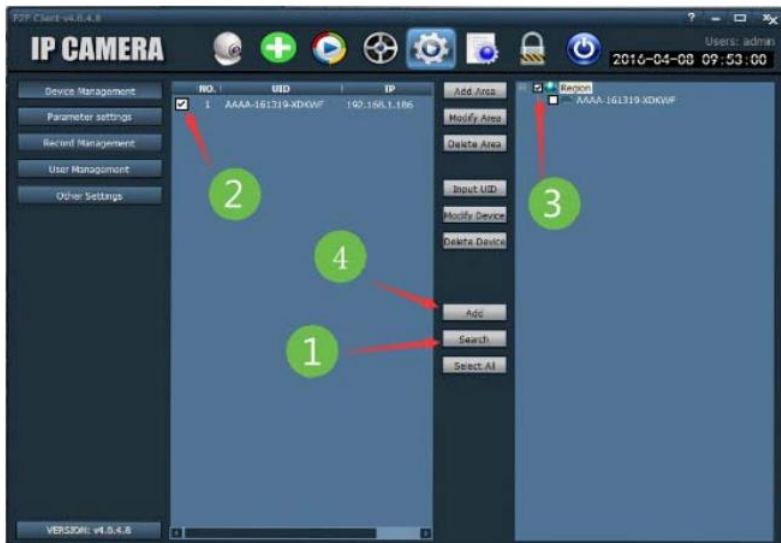 P2P Client-v4.0.4.8
?
IP CAMERA
Users: admin
2016-04-08 09:53:00
Device Management
Parameter settings
Record Management
User Management
Other Settings
VERSION: v4.0.4.8
NO. UID IP
1 AAAA-161319-XDKWF 192.168.1.186
Add Area
Modify Area
Delete Area
Input UID
Modify Device
Delete Device
Add
Search
Select All
Region
AAAA-161319-XDKWF
2
3
4
1